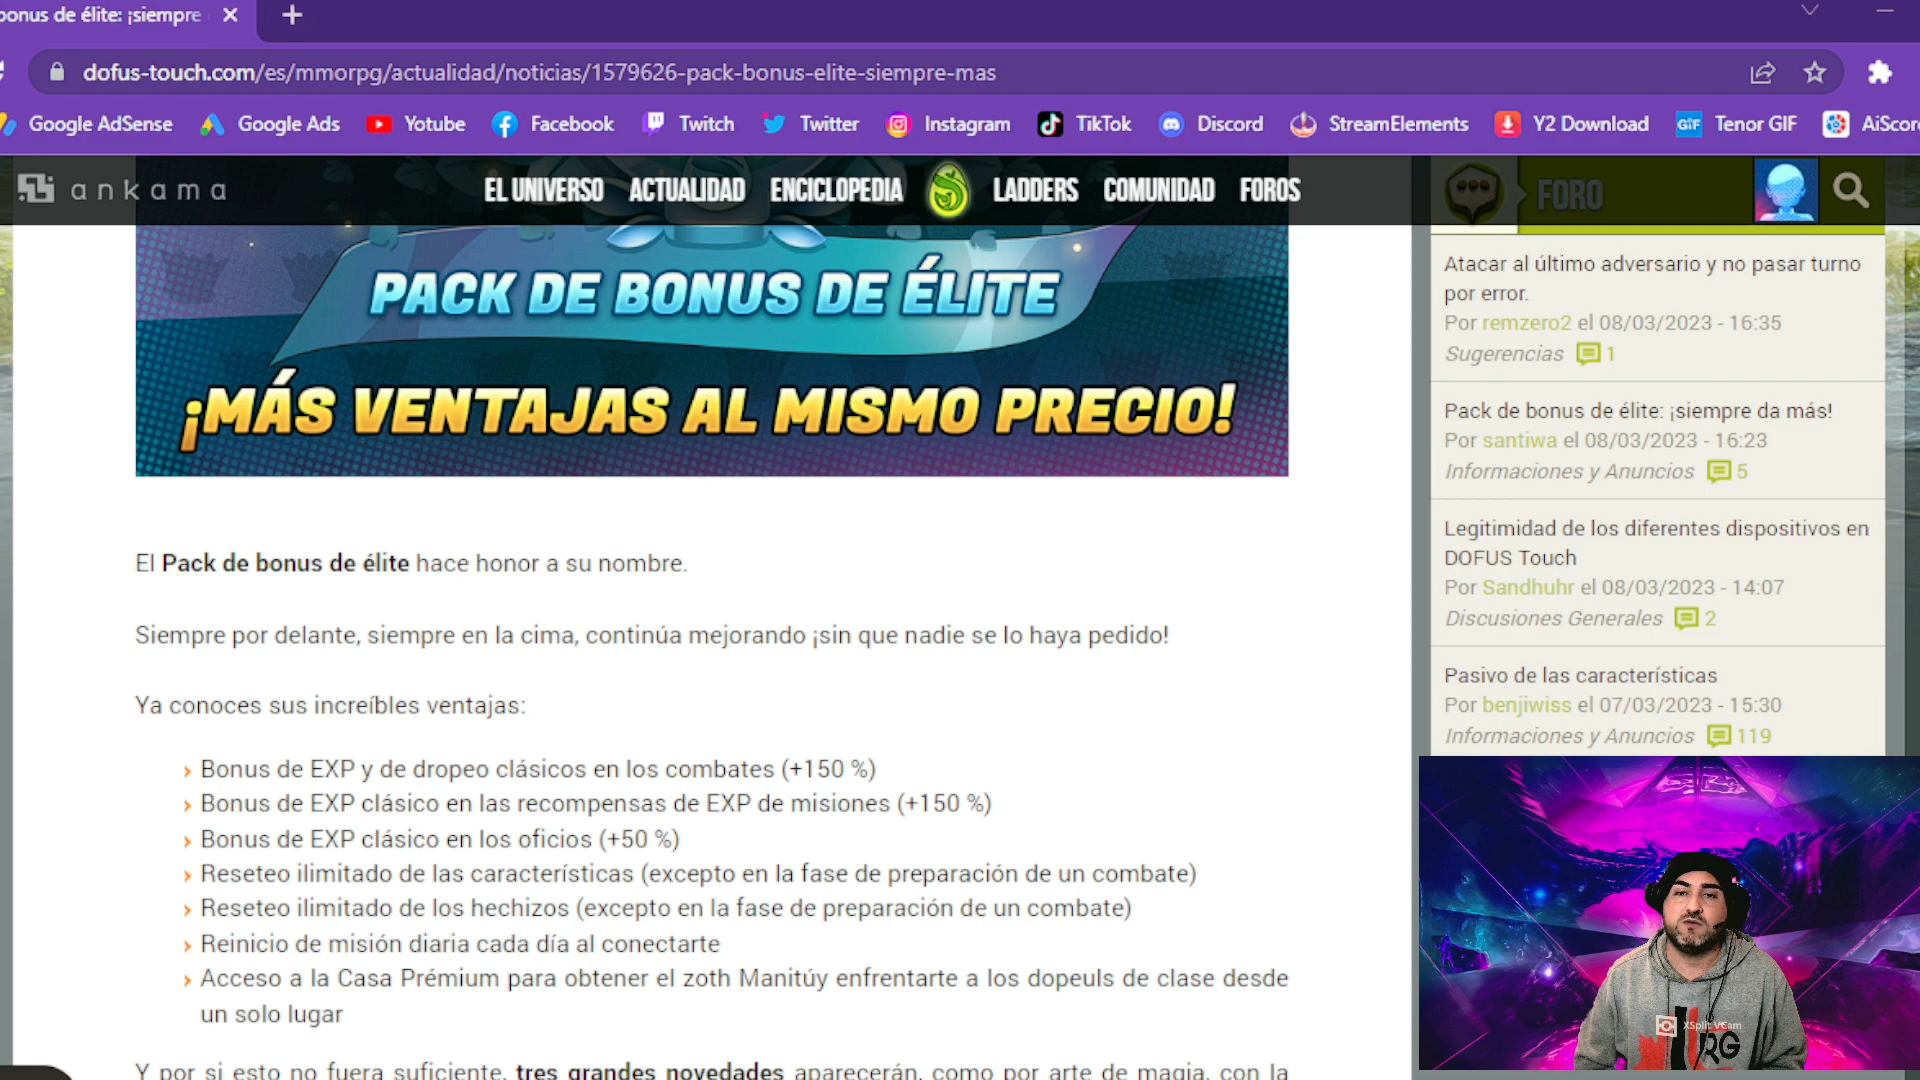 bonus de élite: ¡siempre
dofus-touch.com/es/mmorpg/actualidad/noticias/1579626-pack-bonus-elite-siempre-mas
Google AdSense Google Ads Yotube Facebook Twitch Twitter Instagram TikTok Discord StreamElements Y2 Download GIF Tenor GIF AiScore
ankama EL UNIVERSO ACTUALIDAD ENCICLOPEDIA LADDERS COMUNIDAD FOROS FORO
PACK DE BONUS DE ÉLITE
¡MÁS VENTAJAS AL MISMO PRECIO!
El Pack de bonus de élite hace honor a su nombre.
Siempre por delante, siempre en la cima, continúa mejorando ¡sin que nadie se lo haya pedido!
Ya conoces sus increíbles ventajas:
› Bonus de EXP y de dropeo clásicos en los combates (+150 %)
› Bonus de EXP clásico en las recompensas de EXP de misiones (+150 %)
› Bonus de EXP clásico en los oficios (+50 %)
› Reseteo ilimitado de las características (excepto en la fase de preparación de un combate)
› Reseteo ilimitado de los hechizos (excepto en la fase de preparación de un combate)
› Reinicio de misión diaria cada día al conectarte
› Acceso a la Casa Prémium para obtener el zoth Manitúy enfrentarte a los dopeuls de clase desde
un solo lugar
Y por si esto no fuera suficiente, tres grandes novedades aparecerán, como por arte de magia, con la
Atacar al último adversario y no pasar turno
por error.
Por remzero2 el 08/03/2023 - 16:35
Sugerencias 1
Pack de bonus de élite: ¡siempre da más!
Por santiwa el 08/03/2023 - 16:23
Informaciones y Anuncios 5
Legitimidad de los diferentes dispositivos en
DOFUS Touch
Por Sandhuhr el 08/03/2023 - 14:07
Discusiones Generales 2
Pasivo de las características
Por benjiwiss el 07/03/2023 - 15:30
Informaciones y Anuncios 119
XSplit VCam